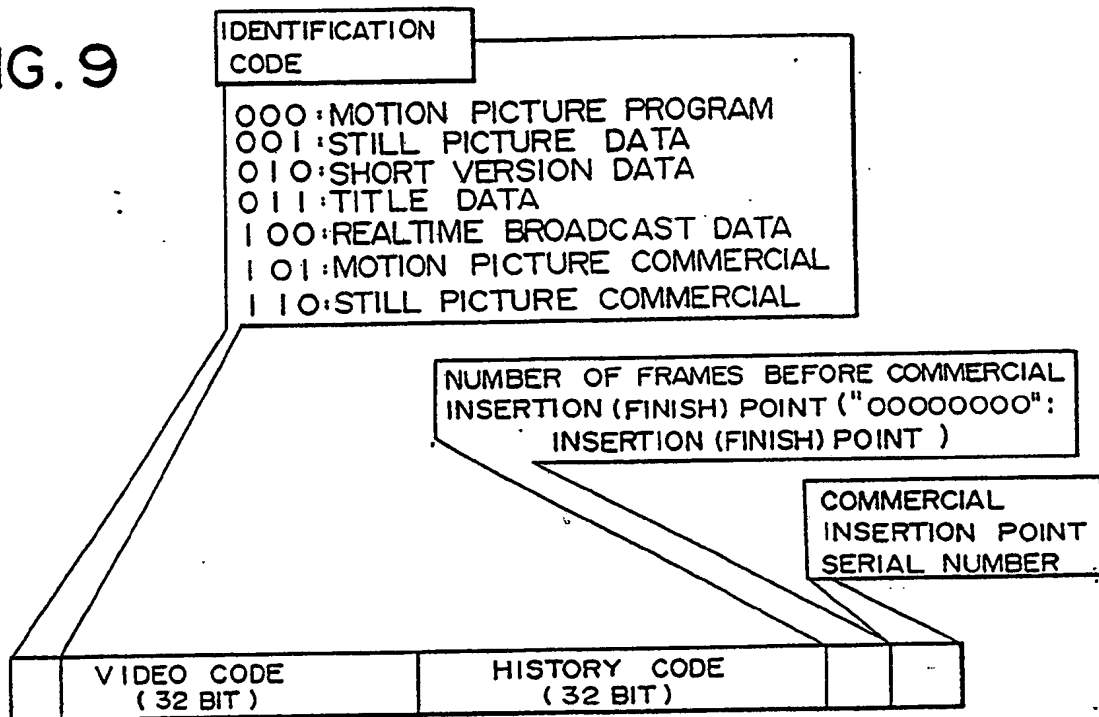 IG. 9
IDENTIFICATION
CODE
000:MOTION PICTURE PROGRAM
001:STILL PICTURE DATA
010:SHORT VERSION DATA
011:TITLE DATA
100:REALTIME BROADCAST DATA
101:MOTION PICTURE COMMERCIAL
110:STILL PICTURE COMMERCIAL
NUMBER OF FRAMES BEFORE COMMERCIAL
INSERTION (FINISH) POINT ("00000000":
INSERTION (FINISH) POINT )
COMMERCIAL
INSERTION POINT
SERIAL NUMBER
VIDEO CODE
(32 BIT)
HISTORY CODE
(32 BIT)